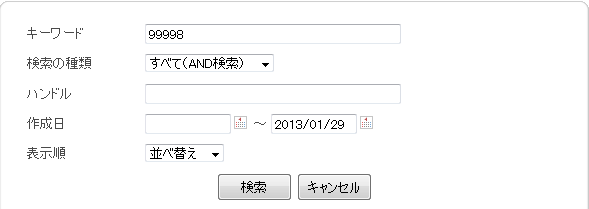 キーワード 99998
検索の種類 すべて(AND検索)
ハンドル
作成日 ～ 2013/01/29
表示順 並べ替え
検索 キャンセル